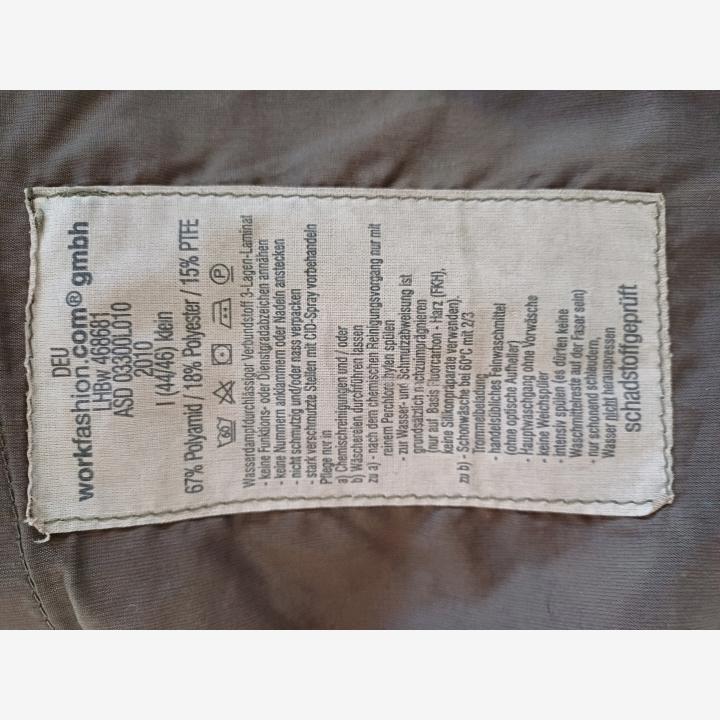 DEU
workfashion.com® gmbh
LHBw 468681
ASD 03300L010
2010
I (44/46) klein
67% Polyamid / 18% Polyester / 15% PTFE
Wasserdampfdurchlässiger Verbundstoff 3-Lagen-Laminat
- keine Funktions- oder Dienstgradabzeichen annähen
- keine Nummern anklammern oder Nadeln anstecken
- nicht schmutzig und/oder nass verpacken
- stark verschmutzte Stellen mit CID-Spray vorbehandeln
Pflege nur in
a) Chemischreinigungen und / oder
b) Wäschereien durchführen lassen
zu a) - nach dem chemischen Reinigungsvorgang nur mit
reinem Perchlorethylen spülen
- zur Wasser- und Schmutzabweisung ist
grundsätzlich nachzuimprägnieren
(nur auf Basis Fluorcarbon - Harz (FKH),
keine Silikonpräparate verwenden).
zu b) - Schonwäsche bei 60°C mit 2/3
Trommelbeladung
- handelsübliches Feinwaschmittel
(ohne optische Aufheller)
- Hauptwaschgang ohne Vorwäsche
- keine Weichspüler
- intensiv spülen (es dürfen keine
Waschmittelreste auf der Faser sein)
- nur schonend schleudern,
Wasser nicht herauspressen
schadstoffgeprüft